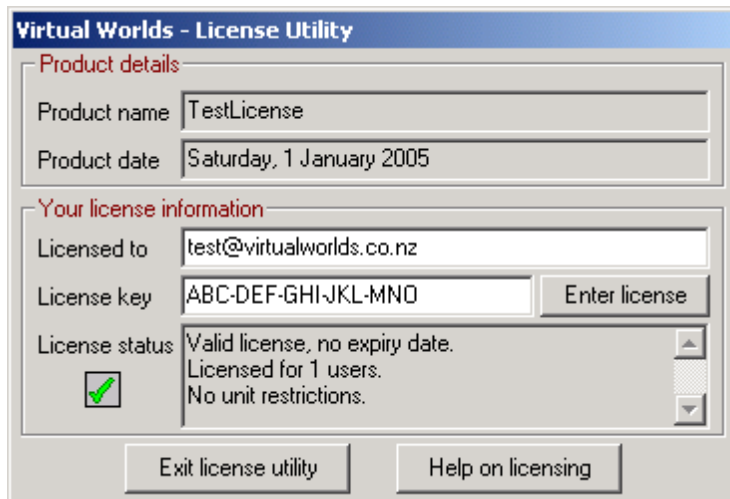 Virtual Worlds - License Utility
Product details
Product name TestLicense
Product date Saturday, 1 January 2005
Your license information
Licensed to test@virtualworlds.co.nz
License key ABC-DEF-GHI-JKL-MNO Enter license
License status Valid license, no expiry date.
Licensed for 1 users.
No unit restrictions.
Exit license utility Help on licensing